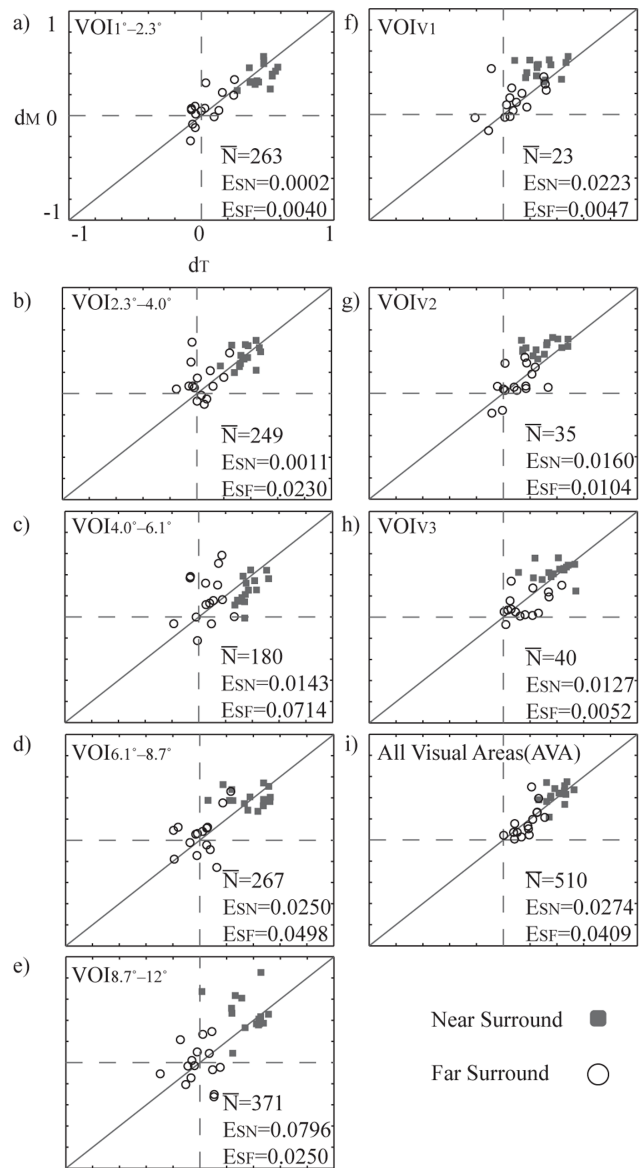 a)
1
VOI1°–2.3°
dM 0
N̅=263
ESN=0.0002
ESF=0.0040
-1
-1 0 1
dT
b)
VOI2.3°–4.0°
N̅=249
ESN=0.0011
ESF=0.0230
c)
VOI4.0°–6.1°
N̅=180
ESN=0.0143
ESF=0.0714
d)
VOI6.1°–8.7°
N̅=267
ESN=0.0250
ESF=0.0498
e)
VOI8.7°–12°
N̅=371
ESN=0.0796
ESF=0.0250
f)
VOIV1
N̅=23
ESN=0.0223
ESF=0.0047
g)
VOIV2
N̅=35
ESN=0.0160
ESF=0.0104
h)
VOIV3
N̅=40
ESN=0.0127
ESF=0.0052
i)
All Visual Areas(AVA)
N̅=510
ESN=0.0274
ESF=0.0409
Near Surround
Far Surround